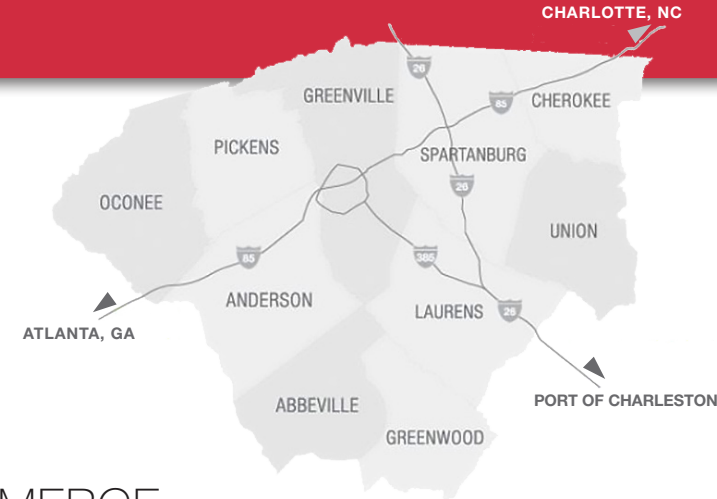 CHARLOTTE, NC
26
GREENVILLE
85
CHEROKEE
PICKENS
SPARTANBURG
26
OCONEE
UNION
85
385
ANDERSON
LAURENS
26
ATLANTA, GA
PORT OF CHARLESTON
ABBEVILLE
GREENWOOD